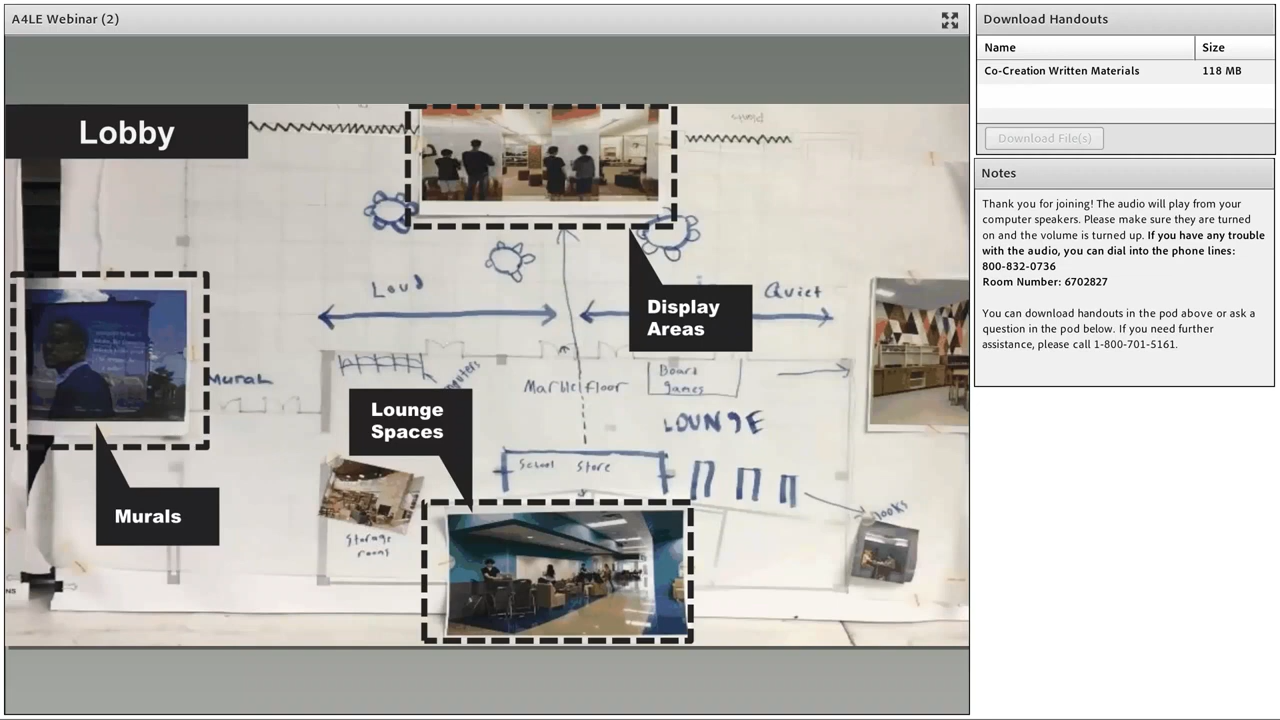 A4LE Webinar (2)
Lobby
Loud
Quiet
Display
Areas
Mural
Marble floor
Board
games
Lounge
Spaces
LOUNGE
School Store
Murals
Storage
room
nooks
Download Handouts
Name
Size
Co-Creation Written Materials
118 MB
Download File(s)
Notes
Thank you for joining! The audio will play from your
computer speakers. Please make sure they are turned
on and the volume is turned up. If you have any trouble
with the audio, you can dial into the phone lines:
800-832-0736
Room Number: 6702827
You can download handouts in the pod above or ask a
question in the pod below. If you need further
assistance, please call 1-800-701-5161.